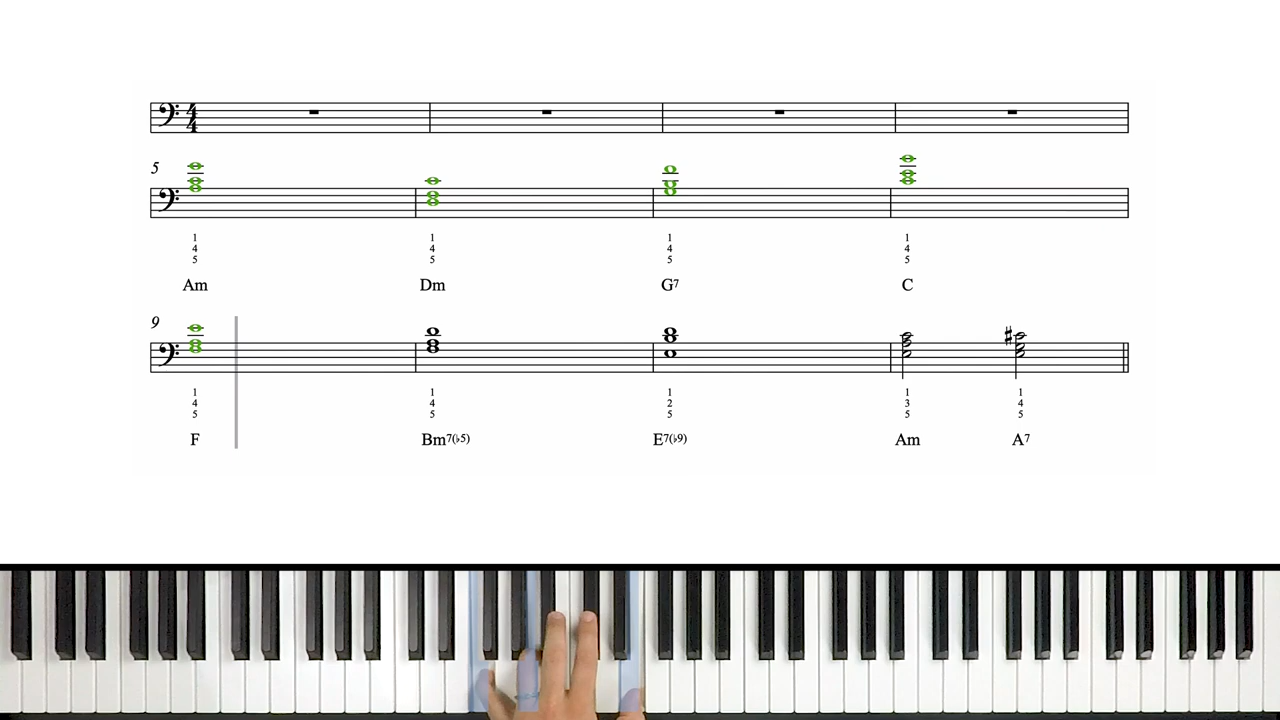 4
4
5
1 1 1 1
4 4 4 4
5 5 5 5
Am Dm G7 C
9
1 1 1 1 1
4 4 2 3 4
5 5 5 5 5
F Bm7(♭5) E7(♭9) Am A7